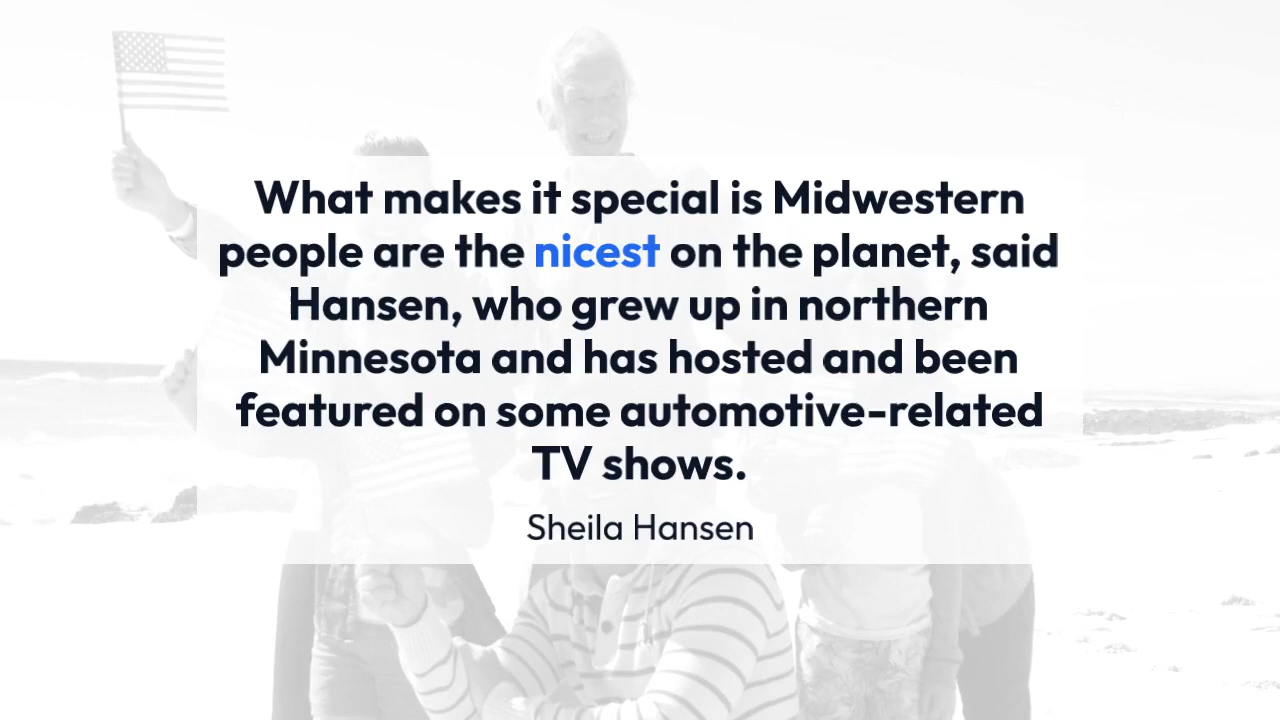 What makes it special is Midwestern
people are the nicest on the planet, said
Hansen, who grew up in northern
Minnesota and has hosted and been
featured on some automotive-related
TV shows.
Sheila Hansen